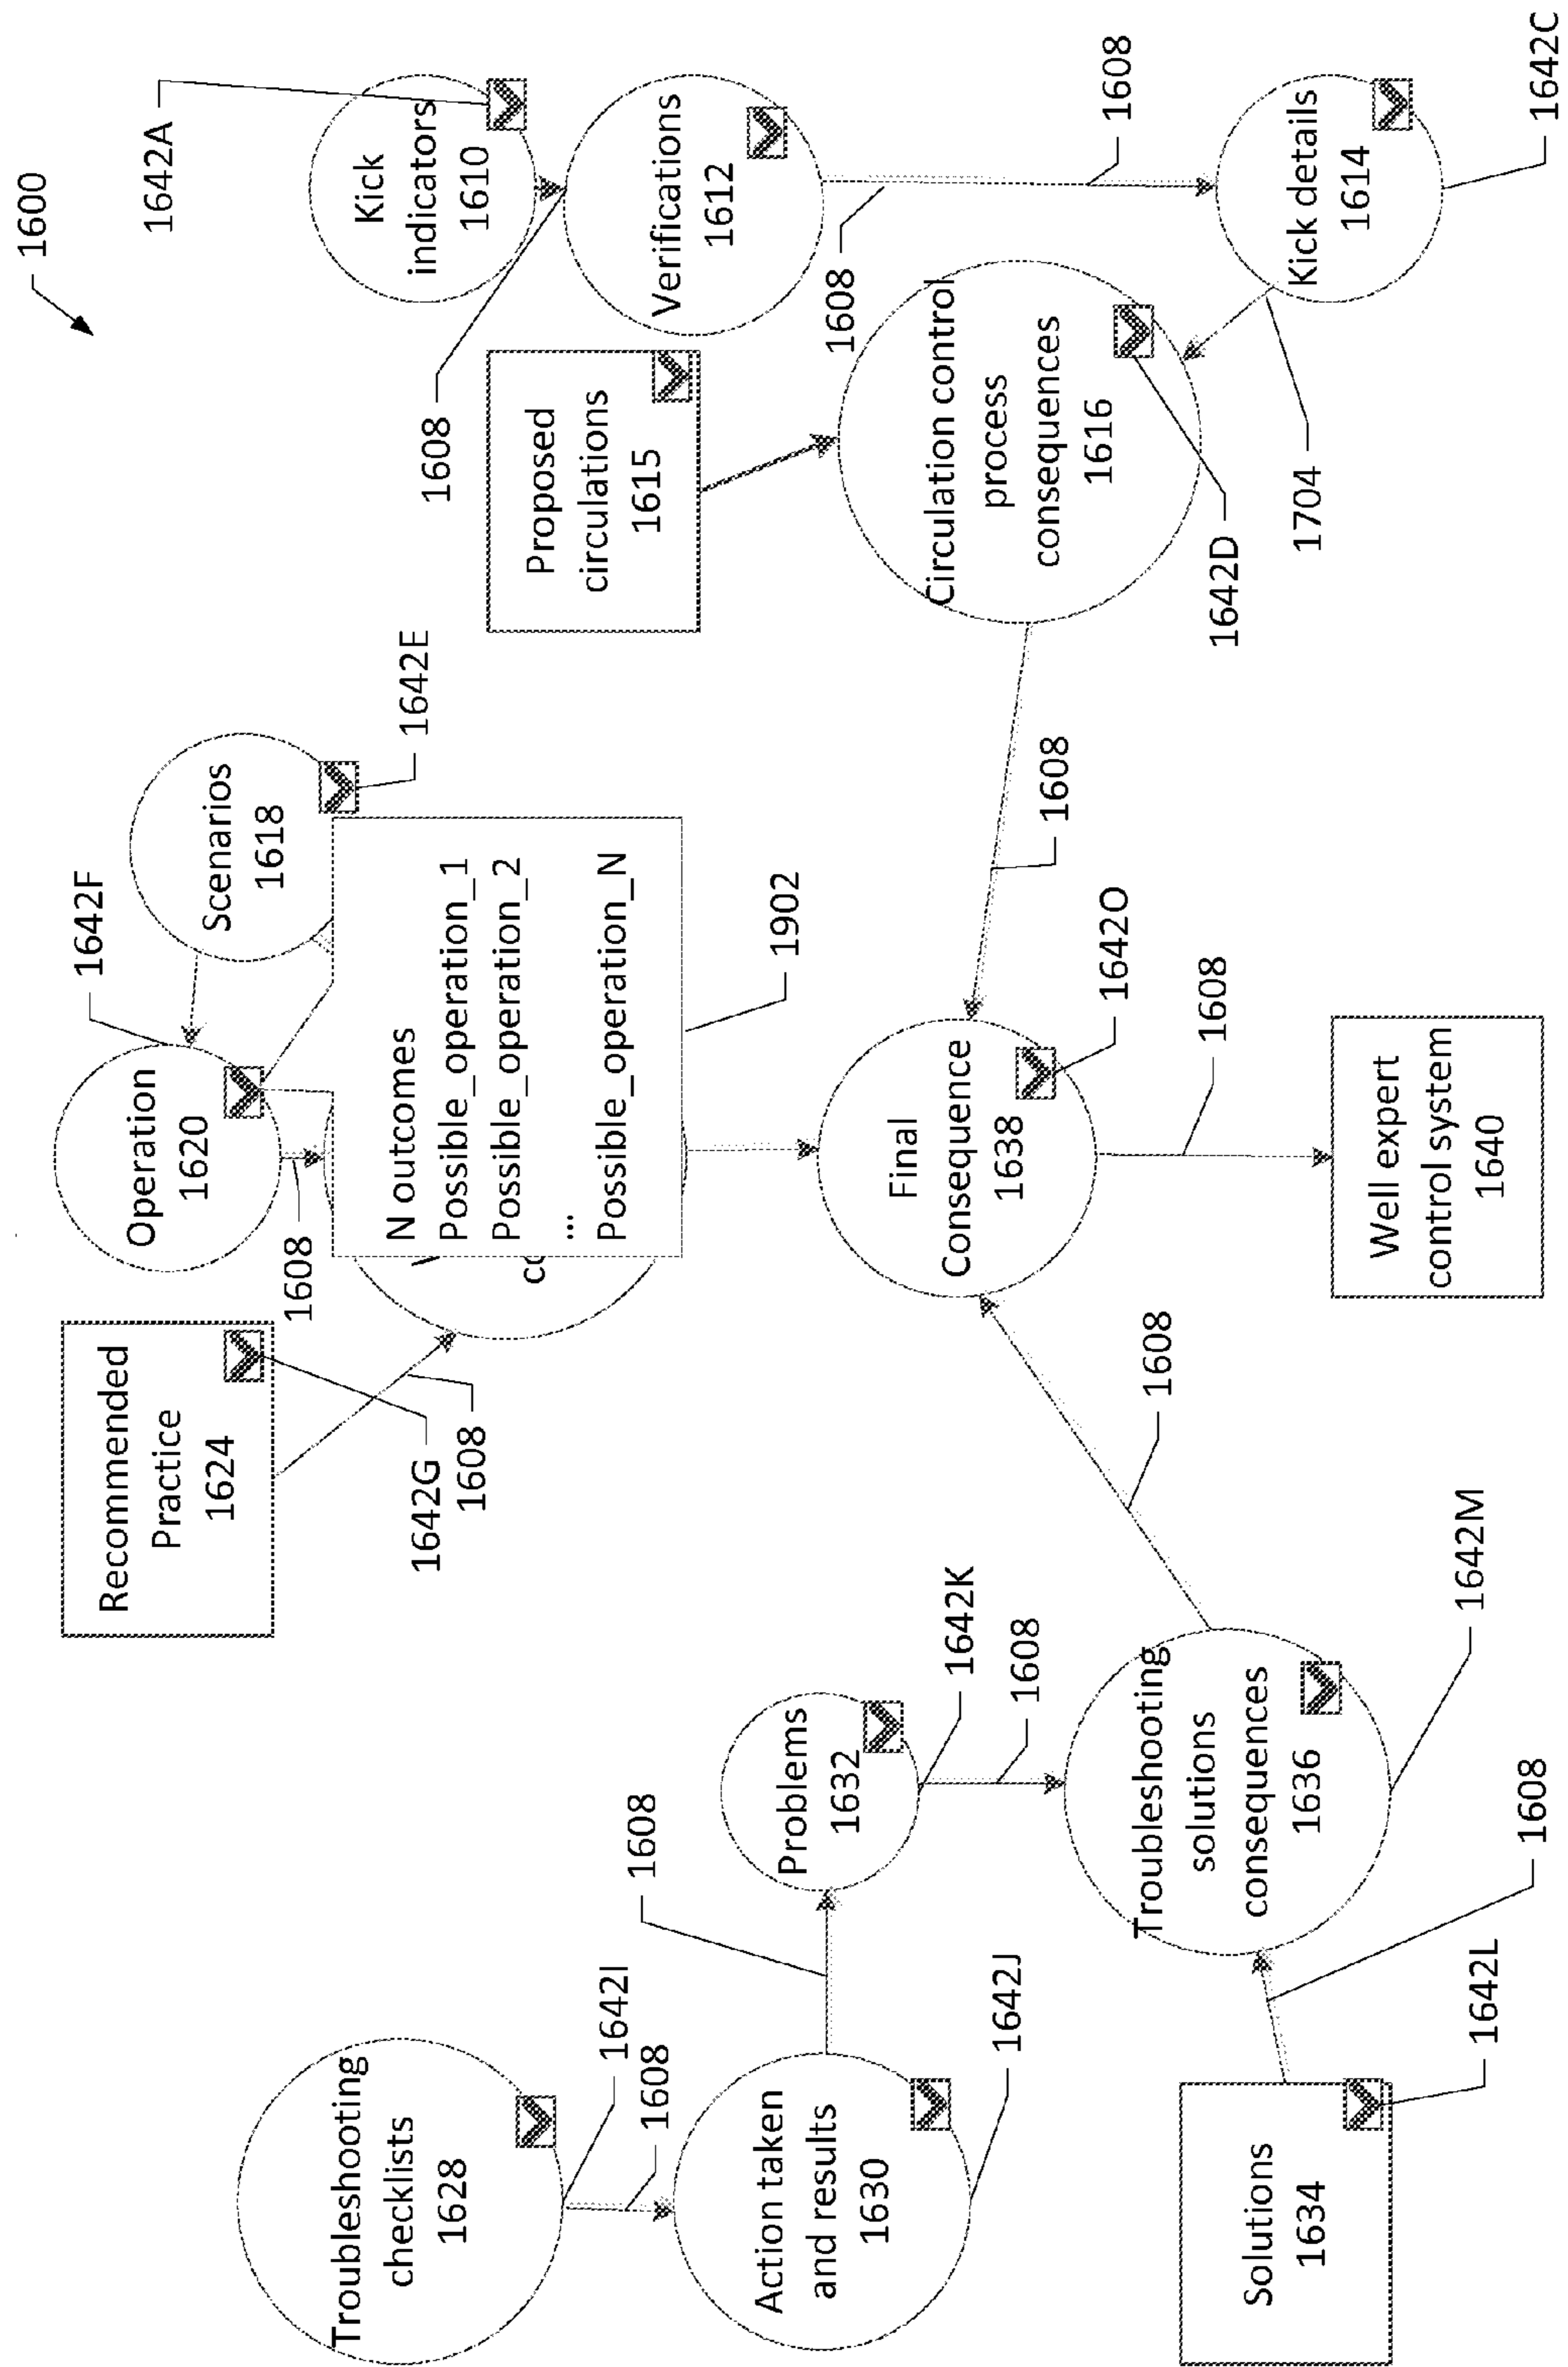 1600
Troubleshooting
checklists
1628
1642I
1608
Action taken
and results
1630
1642J
1608
Problems
1632
1642K
1608
Solutions
1634
1642L
1608
Troubleshooting
solutions
consequences
1636
1642M
1608
Recommended
Practice
1624
1642G
1608
Operation
1620
1642F
1608
Scenarios
1618
1642E
N outcomes
Possible_operation_1
Possible_operation_2
...
Possible_operation_N
1902
co
Final
Consequence
1638
1642O
1608
Well expert
control system
1640
1608
Kick
indicators
1610
1642A
1608
Verifications
1612
1608
1608
Proposed
circulations
1615
Circulation control
process
consequences
1616
1642D
1704
Kick details
1614
1642C